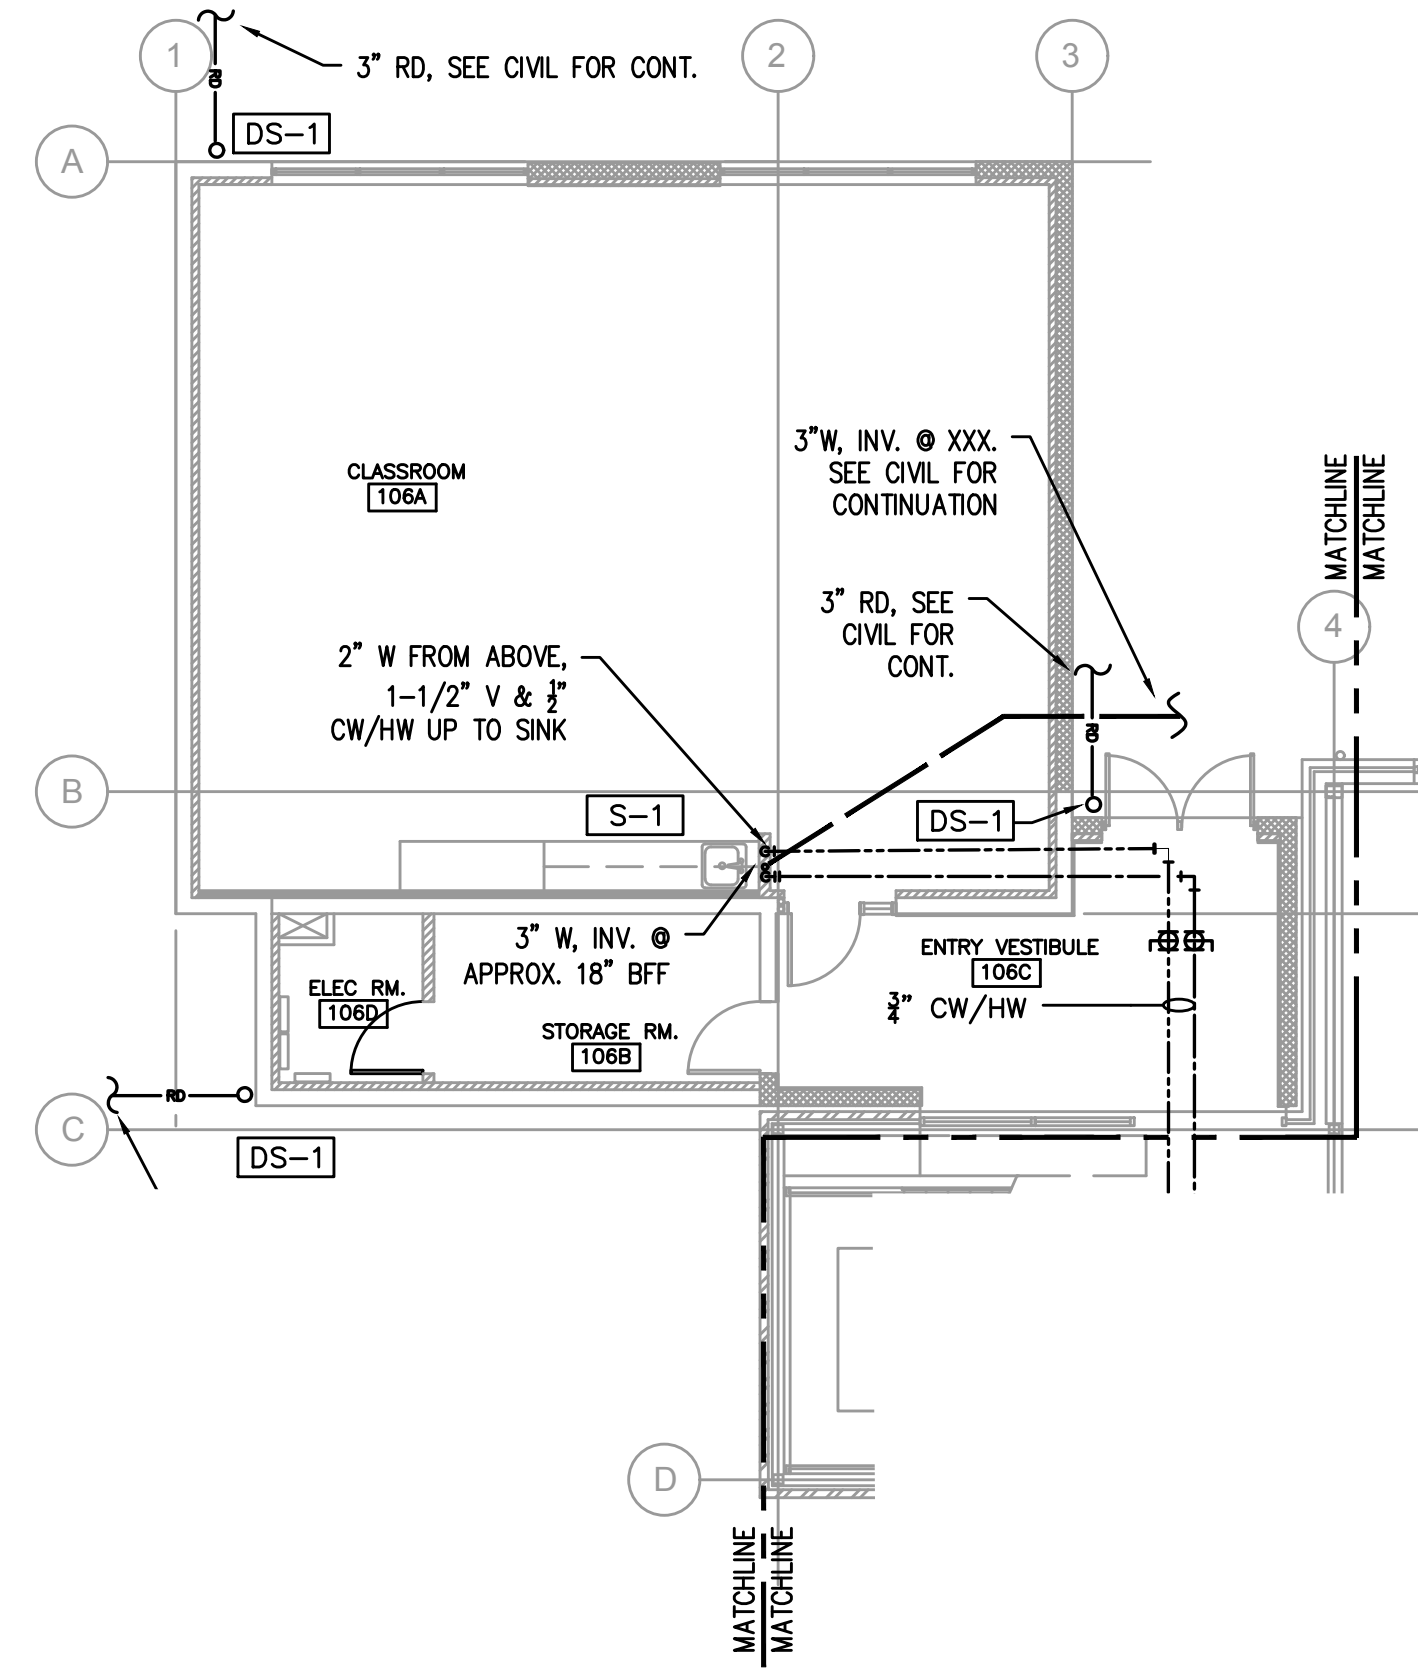 1
2
3
3” RD, SEE CIVIL FOR CONT.
RD
DS-1
A
3”W, INV. @ XXX.
SEE CIVIL FOR
CONTINUATION
CLASSROOM
106A
MATCHLINE
MATCHLINE
3” RD, SEE
CIVIL FOR
CONT.
4
2” W FROM ABOVE,
1-1/2” V & ½”
CW/HW UP TO SINK
RD
B
S-1
DS-1
3” W, INV. @
APPROX. 18” BFF
ENTRY VESTIBULE
106C
ELEC RM.
106D
¾” CW/HW
STORAGE RM.
106B
RD
C
DS-1
D
MATCHLINE
MATCHLINE